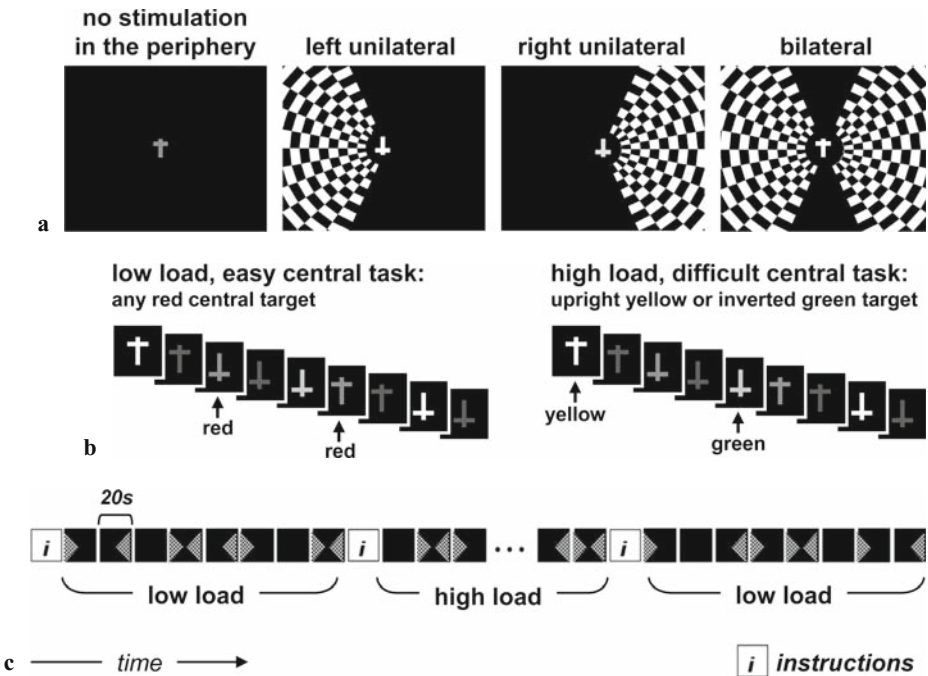 no stimulation
in the periphery
left unilateral
right unilateral
bilateral
a
low load, easy central task:
any red central target
high load, difficult central task:
upright yellow or inverted green target
red
red
yellow
green
b
20s
i
i
...
i
low load
high load
low load
c
time
i instructions